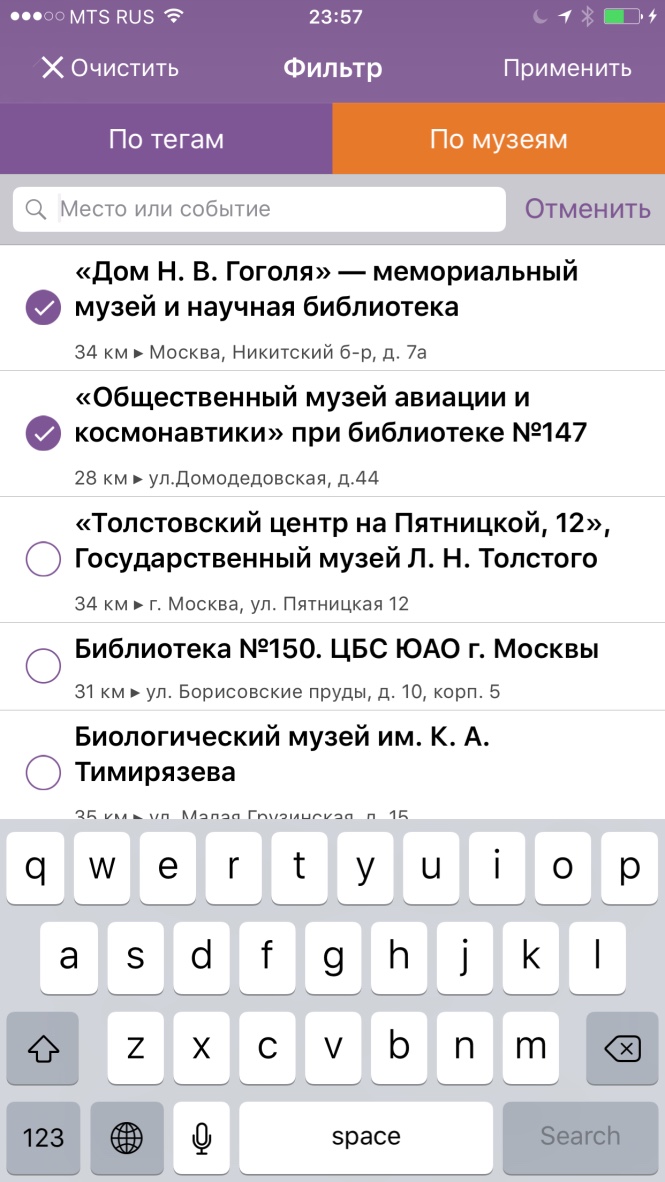 MTS RUS 23:57
Очистить Фильтр Применить
По тегам По музеям
Место или событие Отменить
«Дом Н. В. Гоголя» — мемориальный
музей и научная библиотека
34 км ▸ Москва, Никитский б-р, д. 7а
«Общественный музей авиации и
космонавтики» при библиотеке №147
28 км ▸ ул.Домодедовская, д.44
«Толстовский центр на Пятницкой, 12»,
Государственный музей Л. Н. Толстого
34 км ▸ г. Москва, ул. Пятницкая 12
Библиотека №150. ЦБС ЮАО г. Москвы
31 км ▸ ул. Борисовские пруды, д. 10, корп. 5
Биологический музей им. К. А.
Тимирязева
35 км ▸ ул. Малая Грузинская, д. 15
q w e r t y u i o p
a s d f g h j k l
z x c v b n m
123 space Search